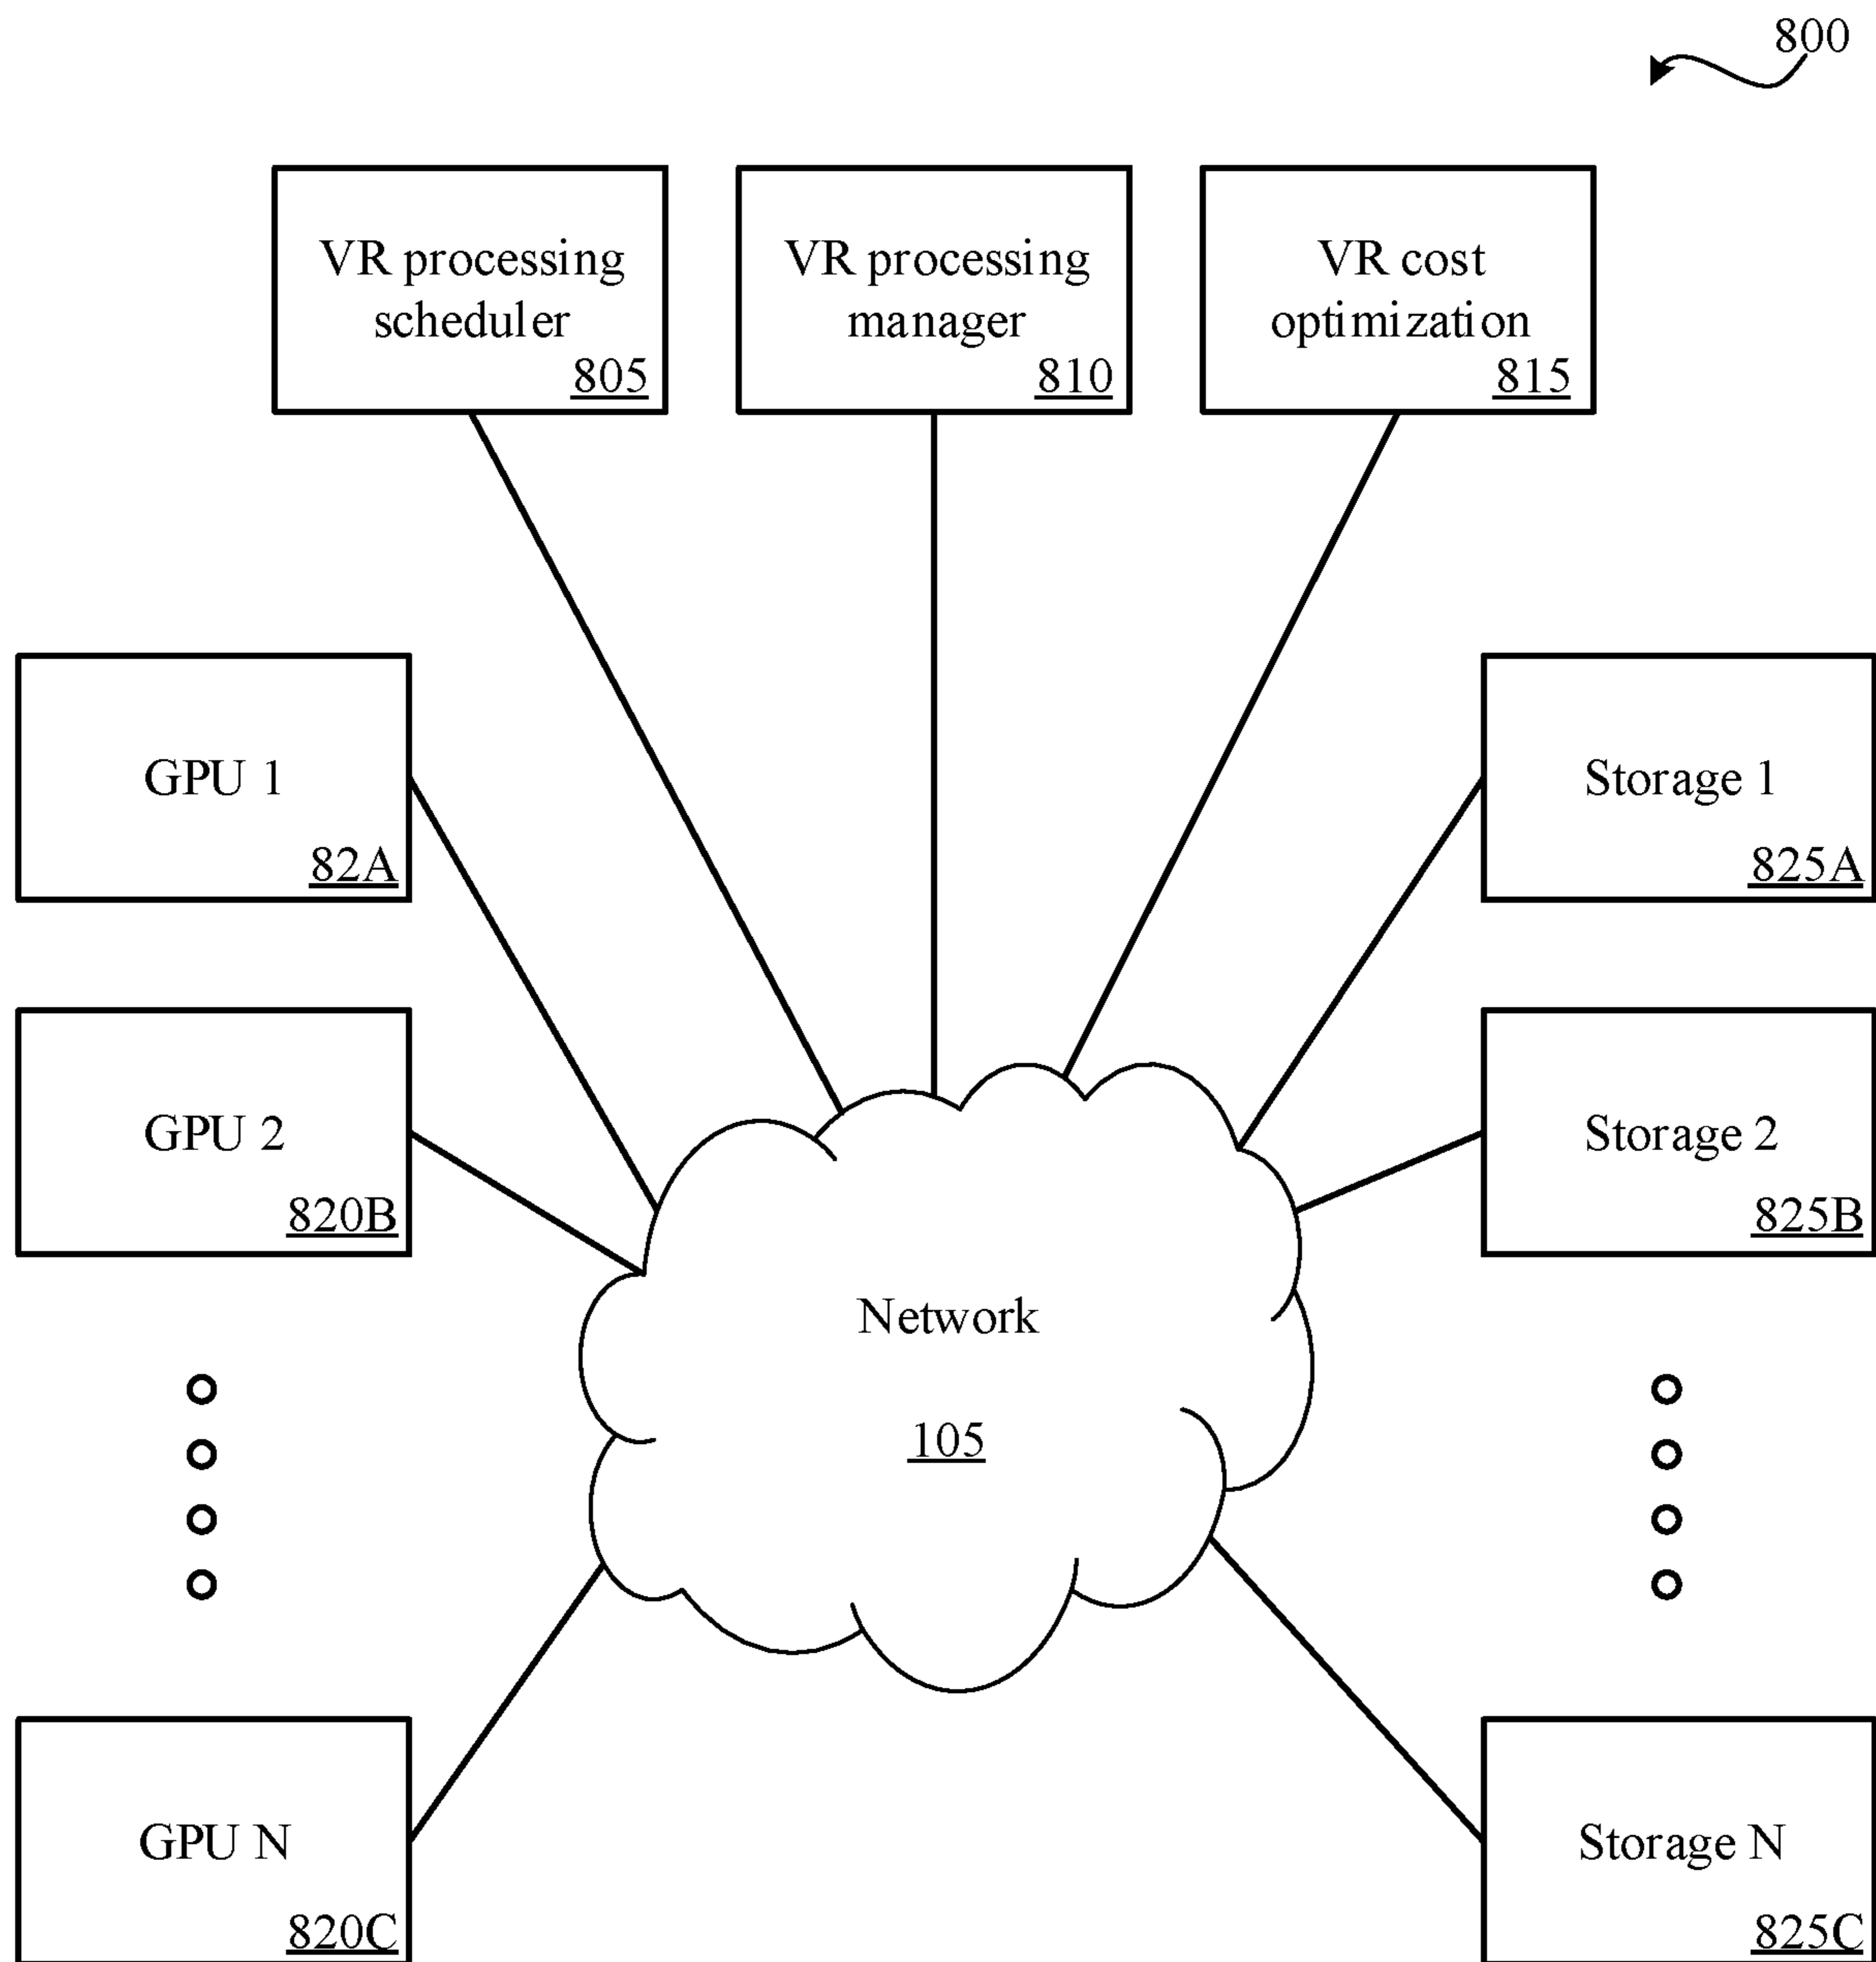 800
VR processing
scheduler
805
VR processing
manager
810
VR cost
optimization
815
GPU 1
82A
Storage 1
825A
GPU 2
820B
Storage 2
825B
Network
105
GPU N
820C
Storage N
825C